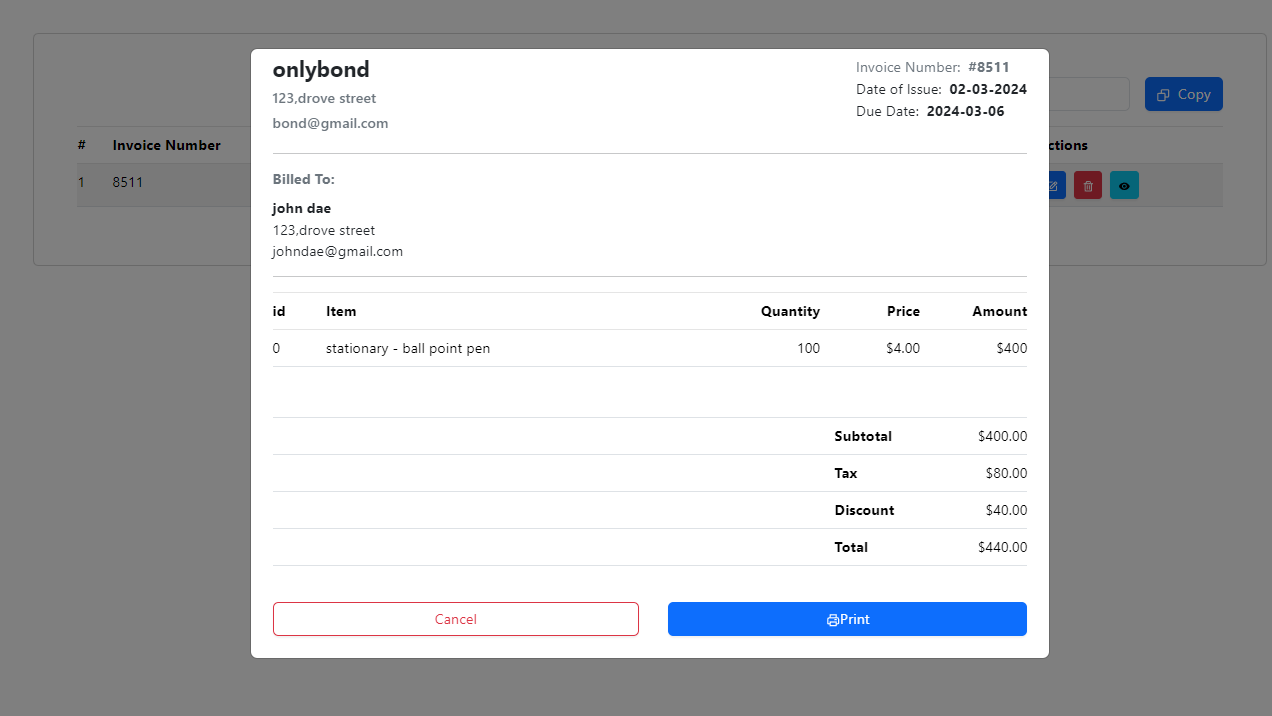 onlybond
123,drove street
bond@gmail.com
Invoice Number: #8511
Date of Issue: 02-03-2024
Due Date: 2024-03-06
Copy
# Invoice Number
ctions
1 8511
Billed To:
john dae
123,drove street
johndae@gmail.com
id Item Quantity Price Amount
0 stationary - ball point pen 100 $4.00 $400
Subtotal $400.00
Tax $80.00
Discount $40.00
Total $440.00
Cancel
Print